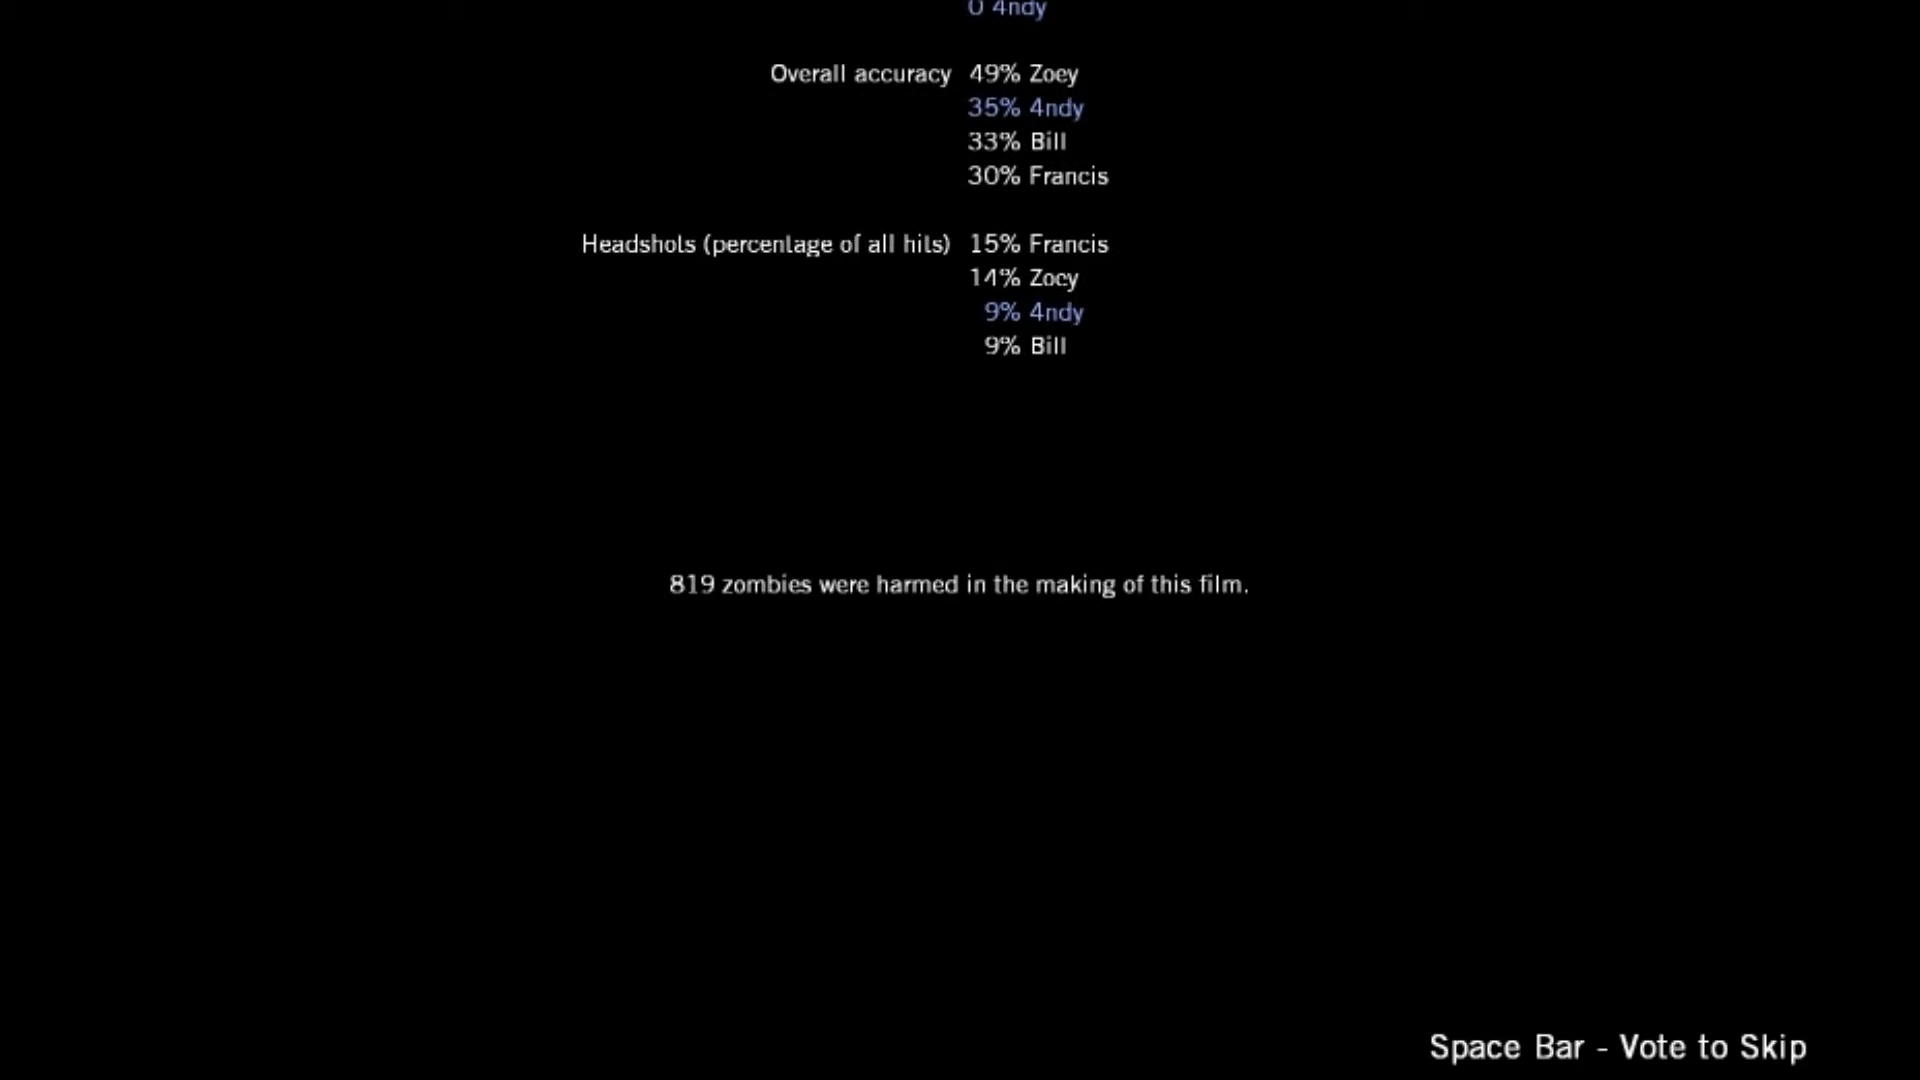 0 4ndy
Overall accuracy 49% Zoey
35% 4ndy
33% Bill
30% Francis
Headshots (percentage of all hits) 15% Francis
14% Zoey
9% 4ndy
9% Bill
819 zombies were harmed in the making of this film.
Space Bar - Vote to Skip